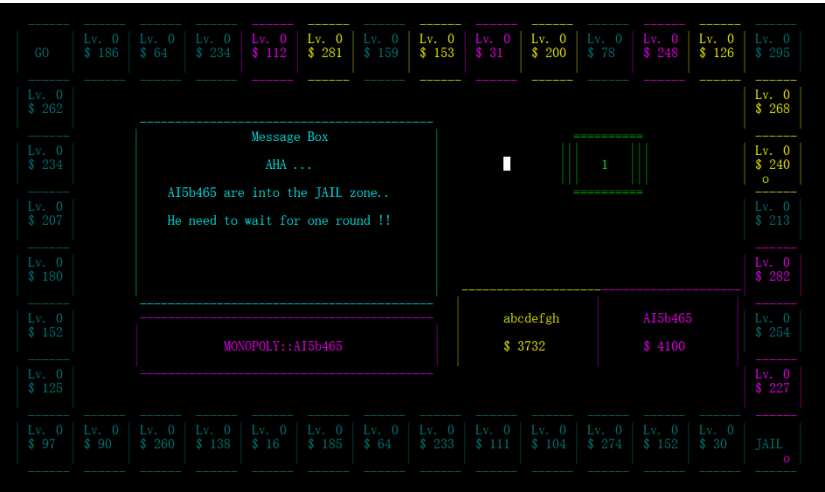 GO Lv. 0 Lv. 0 Lv. 0 Lv. 0 Lv. 0 Lv. 0 Lv. 0 Lv. 0 Lv. 0 Lv. 0 Lv. 0 Lv. 0 Lv. 0
$ 186 $ 64 $ 234 $ 112 $ 281 $ 159 $ 153 $ 31 $ 200 $ 78 $ 248 $ 126 $ 295
Lv. 0 Lv. 0
$ 262 $ 268
Message Box
AHA ...
1
Lv. 0 Lv. 0
$ 234 $ 240
o
AI5b465 are into the JAIL zone..
Lv. 0 Lv. 0
$ 207 $ 213
He need to wait for one round !!
Lv. 0 Lv. 0
$ 180 $ 282
Lv. 0 abcdefgh AI5b465 Lv. 0
$ 152 $ 254
MONOPOLY::AI5b465 $ 3732 $ 4100
Lv. 0 Lv. 0
$ 125 $ 227
Lv. 0 Lv. 0 Lv. 0 Lv. 0 Lv. 0 Lv. 0 Lv. 0 Lv. 0 Lv. 0 Lv. 0 Lv. 0 Lv. 0 Lv. 0
$ 97 $ 90 $ 260 $ 138 $ 16 $ 185 $ 64 $ 233 $ 111 $ 104 $ 274 $ 152 $ 30 JAIL
o